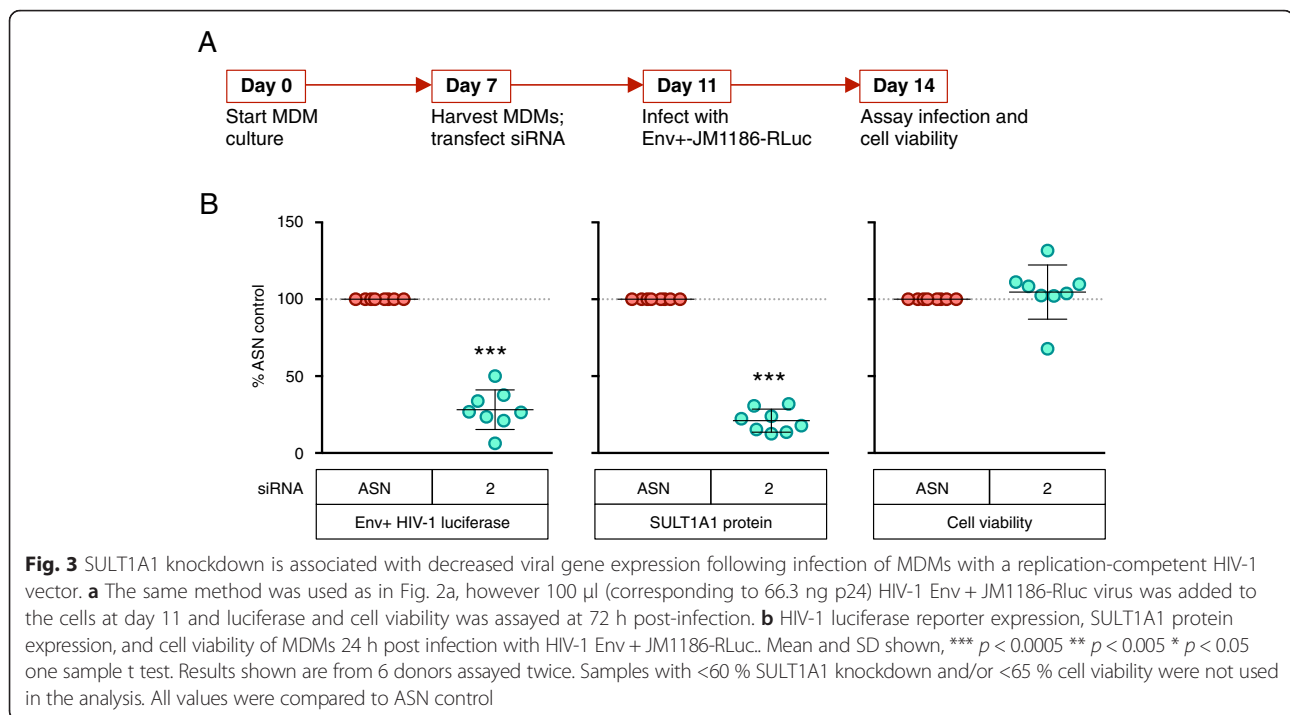 A
Day 0 Day 7 Day 11 Day 14
Start MDM Harvest MDMs; Infect with Assay infection and
culture transfect siRNA Env+-JM1186-RLuc cell viability
B
% ASN control
150
100
50
0
***
***
siRNA ASN 2 ASN 2 ASN 2
Env+ HIV-1 luciferase SULT1A1 protein Cell viability
Fig. 3 SULT1A1 knockdown is associated with decreased viral gene expression following infection of MDMs with a replication-competent HIV-1
vector. a The same method was used as in Fig. 2a, however 100 μl (corresponding to 66.3 ng p24) HIV-1 Env + JM1186-Rluc virus was added to
the cells at day 11 and luciferase and cell viability was assayed at 72 h post-infection. b HIV-1 luciferase reporter expression, SULT1A1 protein
expression, and cell viability of MDMs 24 h post infection with HIV-1 Env + JM1186-RLuc.. Mean and SD shown, *** p < 0.0005 ** p < 0.005 * p < 0.05
one sample t test. Results shown are from 6 donors assayed twice. Samples with <60 % SULT1A1 knockdown and/or <65 % cell viability were not used
in the analysis. All values were compared to ASN control